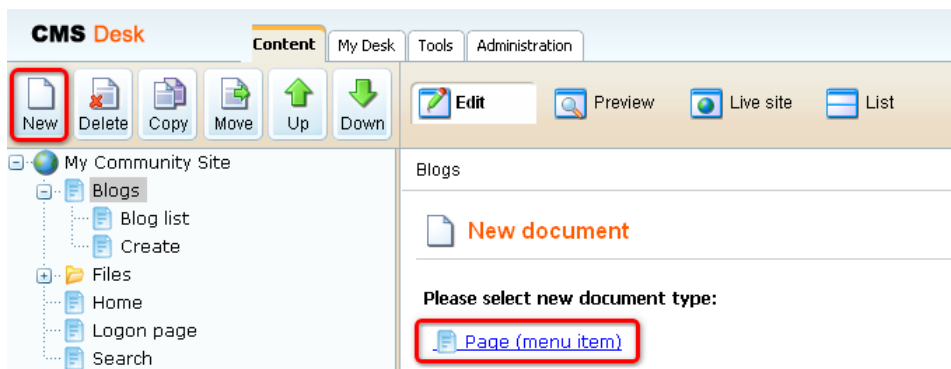 CMS Desk
Content My Desk Tools Administration
New Delete Copy Move Up Down
Edit Preview Live site List
My Community Site
Blogs
Blog list
Create
Files
Home
Logon page
Search
Blogs
New document
Please select new document type:
Page (menu item)